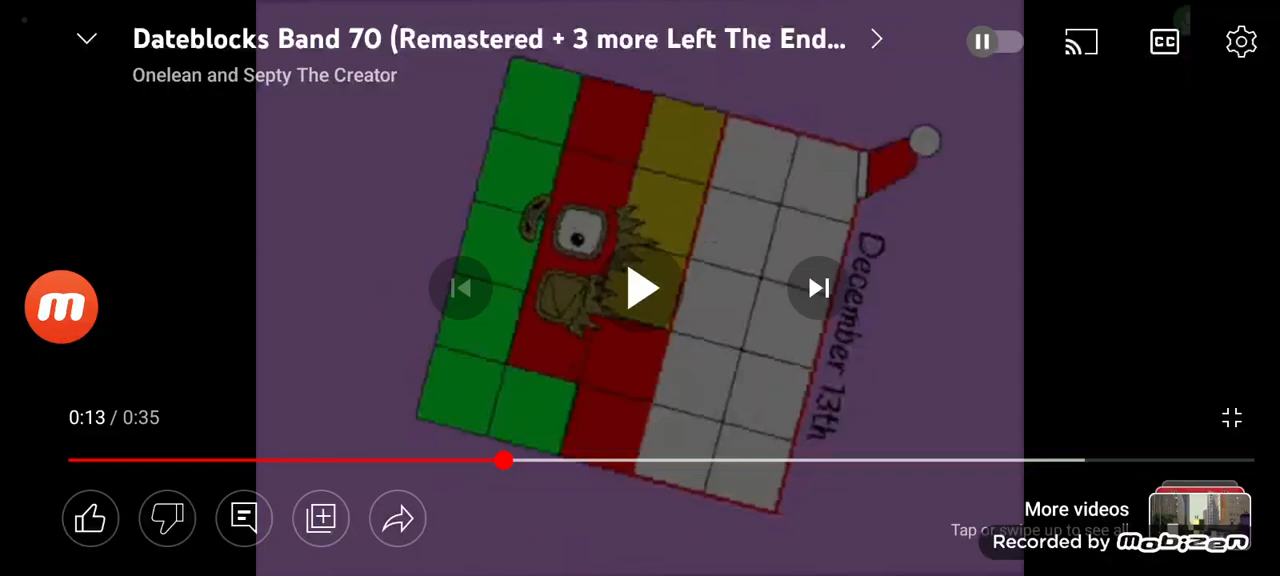 Dateblocks Band 70 (Remastered + 3 more Left The End...
Onelean and Septy The Creator
CC
m
December 13th
0:13 / 0:35
More videos
Tap or swipe up to see all
Recorded by mobizen